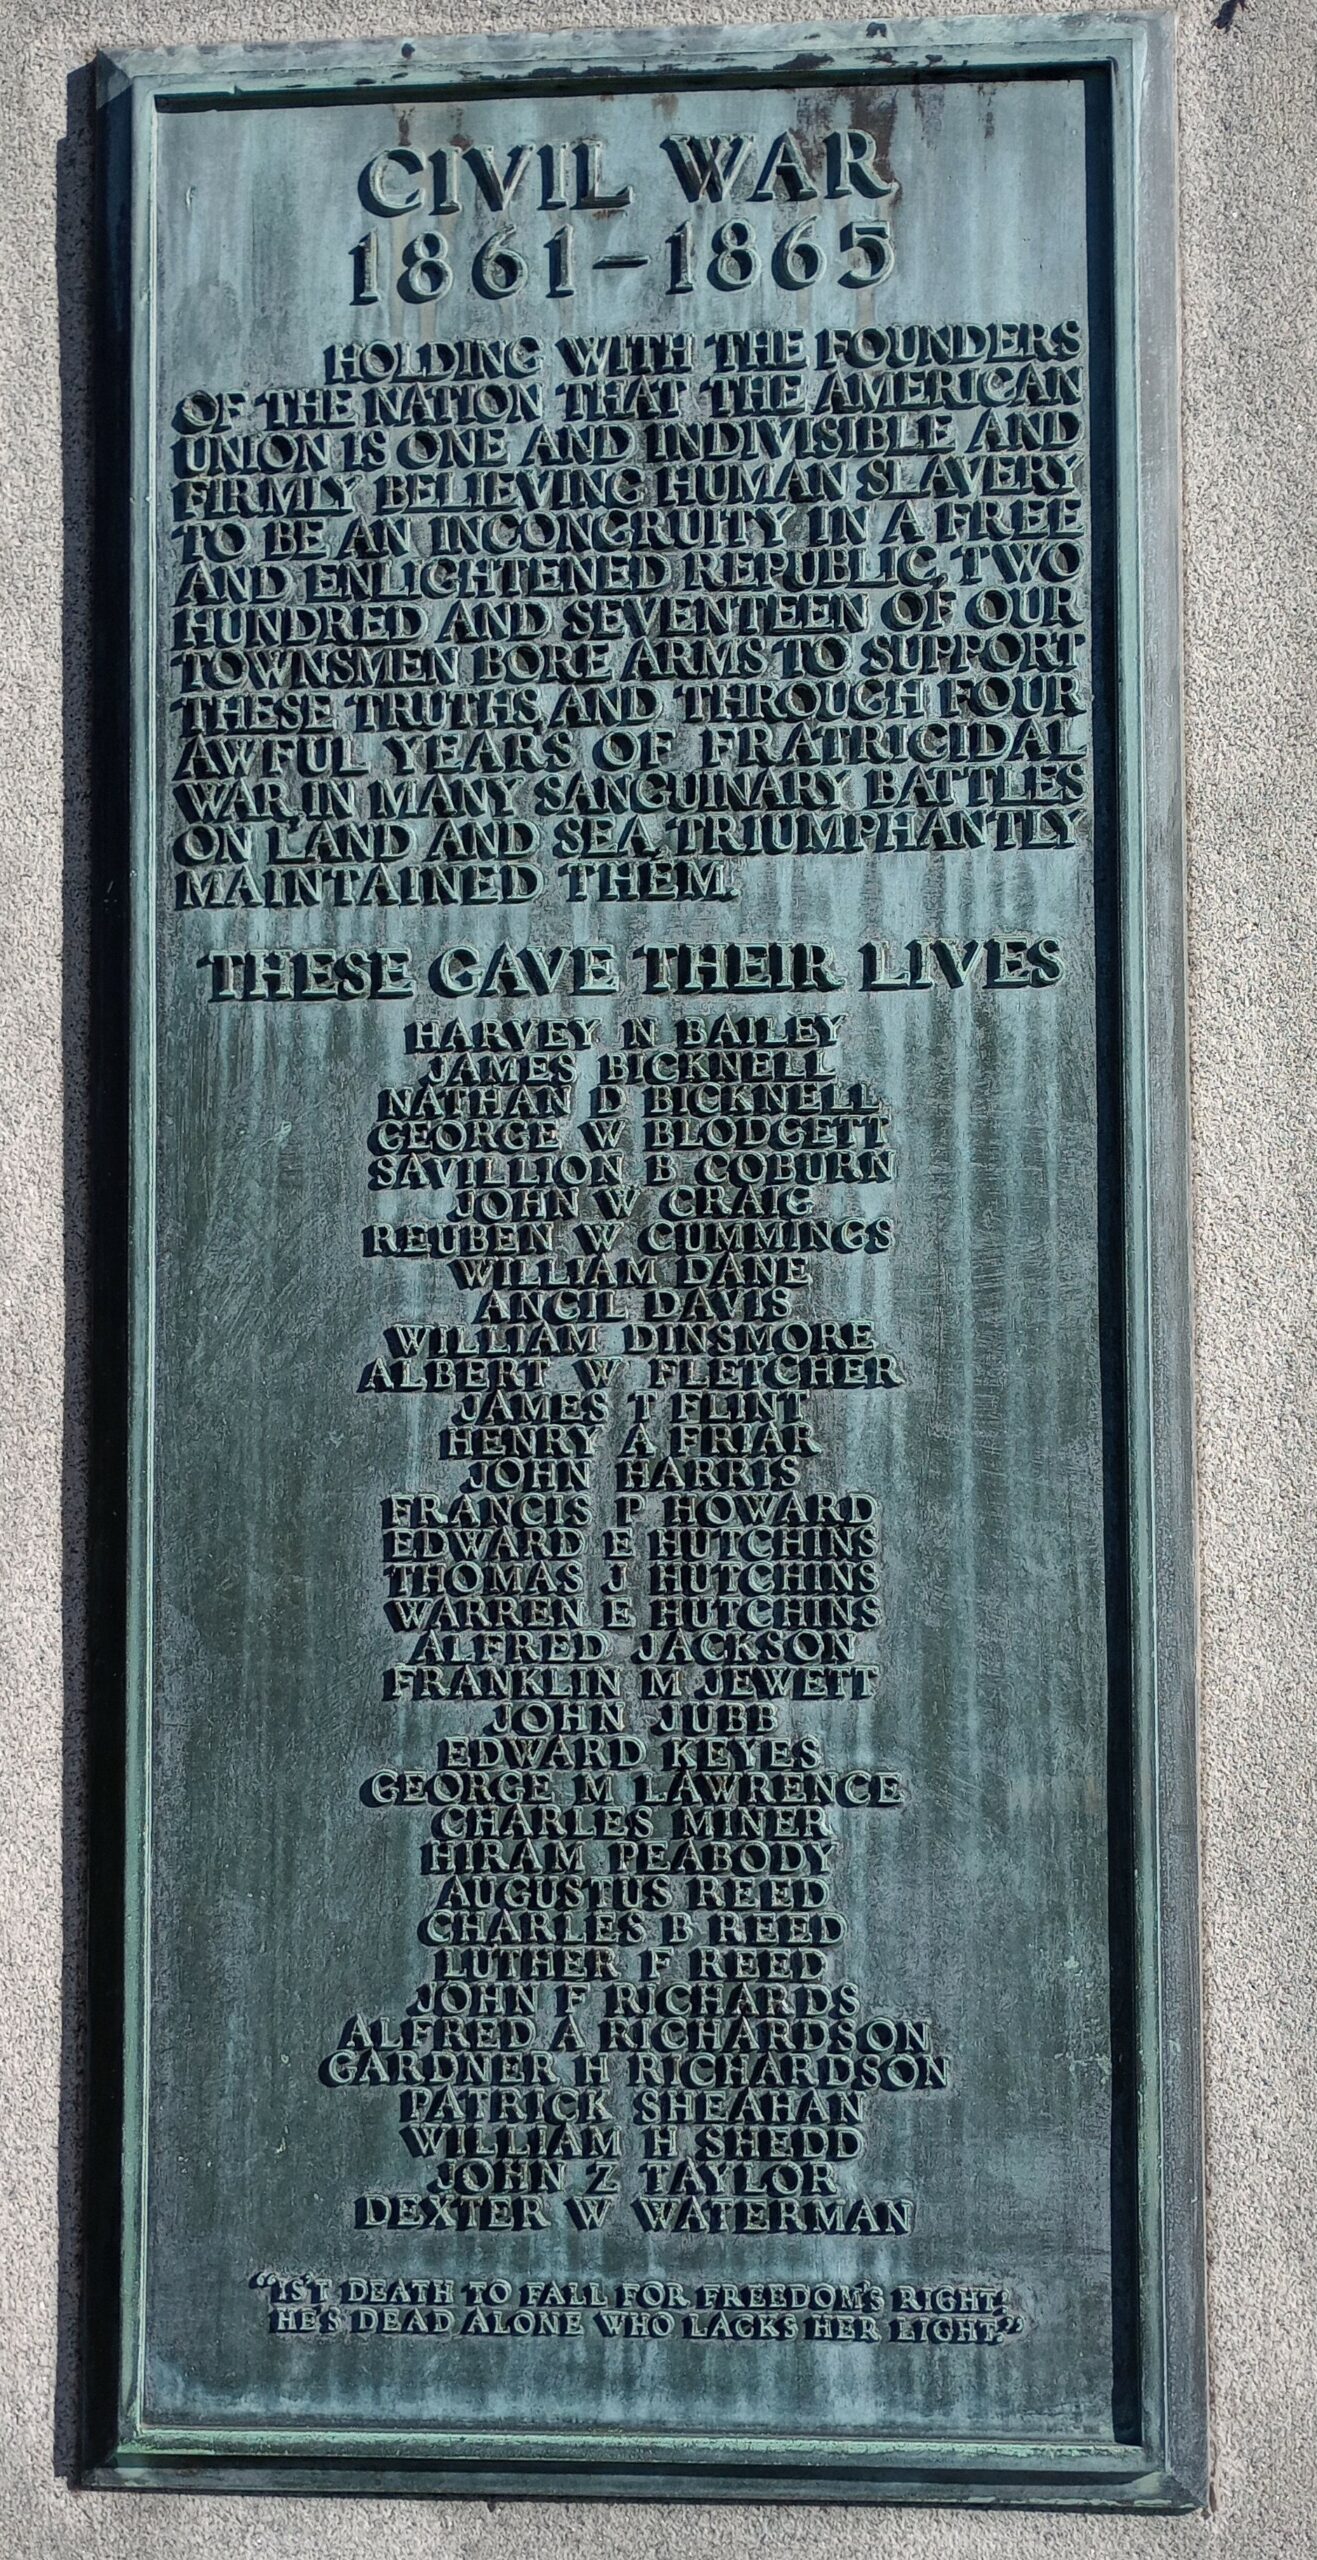 CIVIL WAR
1861–1865
HOLDING WITH THE FOUNDERS
OF THE NATION THAT THE AMERICAN
UNION IS ONE AND INDIVISIBLE AND
FIRMLY BELIEVING HUMAN SLAVERY
TO BE AN INCONGRUITY IN A FREE
AND ENLIGHTENED REPUBLIC, TWO
HUNDRED AND SEVENTEEN OF OUR
TOWNSMEN BORE ARMS TO SUPPORT
THESE TRUTHS, AND THROUGH FOUR
AWFUL YEARS OF FRATRICIDAL
WAR, IN MANY SANGUINARY BATTLES
ON LAND AND SEA, TRIUMPHANTLY
MAINTAINED THEM.
THESE GAVE THEIR LIVES
HARVEY N BAILEY
JAMES BICKNELL
NATHAN D BICKNELL
GEORGE W BLODGETT
SAVILLION B COBURN
JOHN W CRAIG
REUBEN W CUMMINGS
WILLIAM DANE
ANCIL DAVIS
WILLIAM DINSMORE
ALBERT W FLETCHER
JAMES T FLINT
HENRY A FRIAR
JOHN HARRIS
FRANCIS P HOWARD
EDWARD E HUTCHINS
THOMAS J HUTCHINS
WARREN E HUTCHINS
ALFRED JACKSON
FRANKLIN M JEWETT
JOHN JUBB
EDWARD KEYES
GEORGE M LAWRENCE
CHARLES MINER
HIRAM PEABODY
AUGUSTUS REED
CHARLES B REED
LUTHER F REED
JOHN F RICHARDS
ALFRED A RICHARDSON
GARDNER H RICHARDSON
PATRICK SHEAHAN
WILLIAM H SHEDD
JOHN Z TAYLOR
DEXTER W WATERMAN
"IS'T DEATH TO FALL FOR FREEDOM'S RIGHT?
HE'S DEAD ALONE WHO LACKS HER LIGHT."